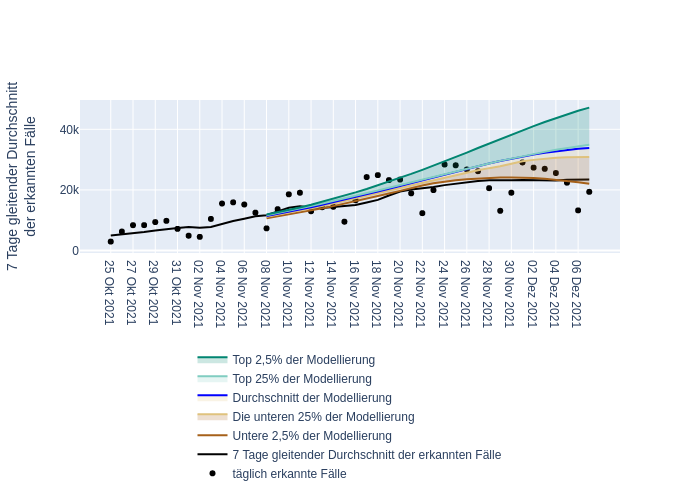 7 Tage gleitender Durchschnitt
der erkannten Fälle
40k
20k
0
25 Okt 2021
27 Okt 2021
29 Okt 2021
31 Okt 2021
02 Nov 2021
04 Nov 2021
06 Nov 2021
08 Nov 2021
10 Nov 2021
12 Nov 2021
14 Nov 2021
16 Nov 2021
18 Nov 2021
20 Nov 2021
22 Nov 2021
24 Nov 2021
26 Nov 2021
28 Nov 2021
30 Nov 2021
02 Dez 2021
04 Dez 2021
06 Dez 2021
Top 2,5% der Modellierung
Top 25% der Modellierung
Durchschnitt der Modellierung
Die unteren 25% der Modellierung
Untere 2,5% der Modellierung
7 Tage gleitender Durchschnitt der erkannten Fälle
täglich erkannte Fälle